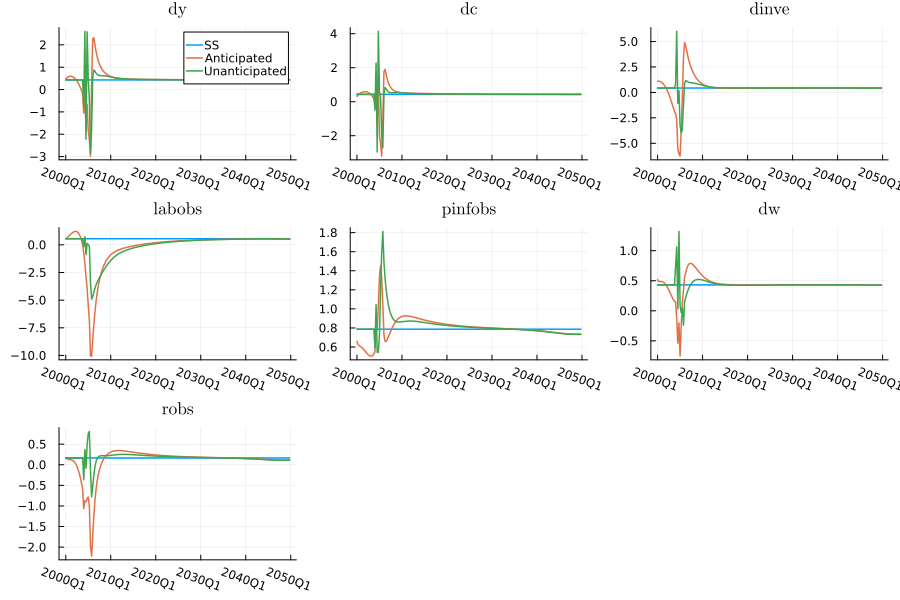 dy
dc
dinve
2
1
0
−1
−2
−3
SS
Anticipated
Unanticipated
2000Q1
2010Q1
2020Q1
2030Q1
2040Q1
2050Q1
4
2
0
−2
2000Q1
2010Q1
2020Q1
2030Q1
2040Q1
2050Q1
5.0
2.5
0.0
−2.5
−5.0
2000Q1
2010Q1
2020Q1
2030Q1
2040Q1
2050Q1
labobs
pinfobs
dw
0.0
−2.5
−5.0
−7.5
−10.0
2000Q1
2010Q1
2020Q1
2030Q1
2040Q1
2050Q1
1.8
1.6
1.4
1.2
1.0
0.8
0.6
2000Q1
2010Q1
2020Q1
2030Q1
2040Q1
2050Q1
1.0
0.5
0.0
−0.5
2000Q1
2010Q1
2020Q1
2030Q1
2040Q1
2050Q1
robs
0.5
0.0
−0.5
−1.0
−1.5
−2.0
2000Q1
2010Q1
2020Q1
2030Q1
2040Q1
2050Q1